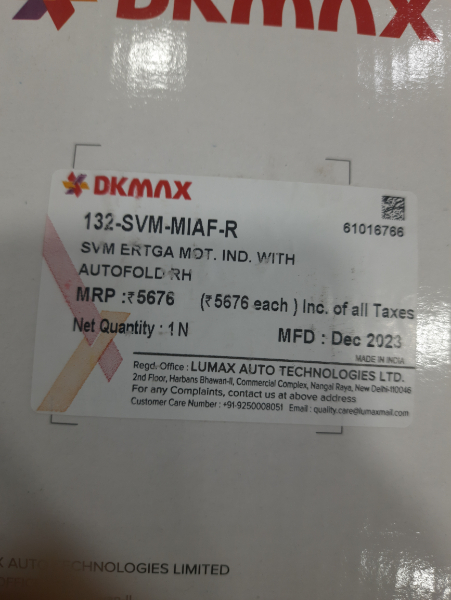 DKMAX
DKMAX
132-SVM-MIAF-R
61016766
SVM ERTGA MOT. IND. WITH
AUTOFOLD RH
MRP :₹5676 (₹5676 each ) Inc. of all Taxes
Net Quantity : 1 N
MFD : Dec 2023
MADE IN INDIA
Regd. Office : LUMAX AUTO TECHNOLOGIES LTD.
2nd Floor, Harbans Bhawan-II, Commercial Complex, Nangal Raya, New Delhi-110046
For any Complaints, contact us at above address
Customer Care Number : +91-9250008051 Email : quality.care@lumaxmail.com
X AUTO TECHNOLOGIES LIMITED